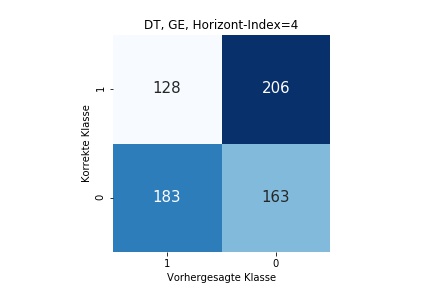 DT, GE, Horizont-Index=4
Korrekte Klasse
1
128
206
0
183
163
1
0
Vorhergesagte Klasse